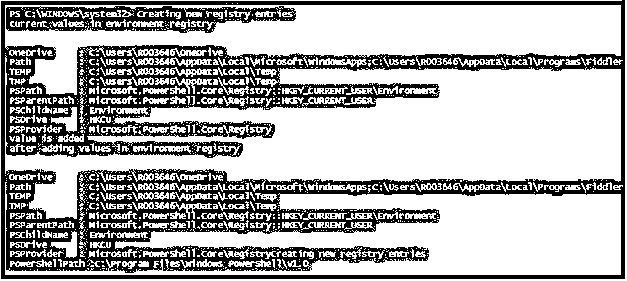 PS C:\WINDOWS\system32> Creating new registry entries
current values in environment registry
OneDrive : C:\Users\R003646\OneDrive
Path : C:\Users\R003646\AppData\Local\Microsoft\WindowsApps;C:\Users\R003646\AppData\Local\Programs\Fiddler
TEMP : C:\Users\R003646\AppData\Local\Temp
TMP : C:\Users\R003646\AppData\Local\Temp
PSPath : Microsoft.PowerShell.Core\Registry::HKEY_CURRENT_USER\Environment
PSParentPath : Microsoft.PowerShell.Core\Registry::HKEY_CURRENT_USER
PSChildName : Environment
PSDrive : HKCU
PSProvider : Microsoft.PowerShell.Core\Registry
value is added
after adding values in environment registry
OneDrive : C:\Users\R003646\OneDrive
Path : C:\Users\R003646\AppData\Local\Microsoft\WindowsApps;C:\Users\R003646\AppData\Local\Programs\Fiddler
TEMP : C:\Users\R003646\AppData\Local\Temp
TMP : C:\Users\R003646\AppData\Local\Temp
PSPath : Microsoft.PowerShell.Core\Registry::HKEY_CURRENT_USER\Environment
PSParentPath : Microsoft.PowerShell.Core\Registry::HKEY_CURRENT_USER
PSChildName : Environment
PSDrive : HKCU
PSProvider : Microsoft.PowerShell.Core\RegistryCreating new registry entries
PowerShellPath :C:\Program Files\Windows PowerShell\v1.0